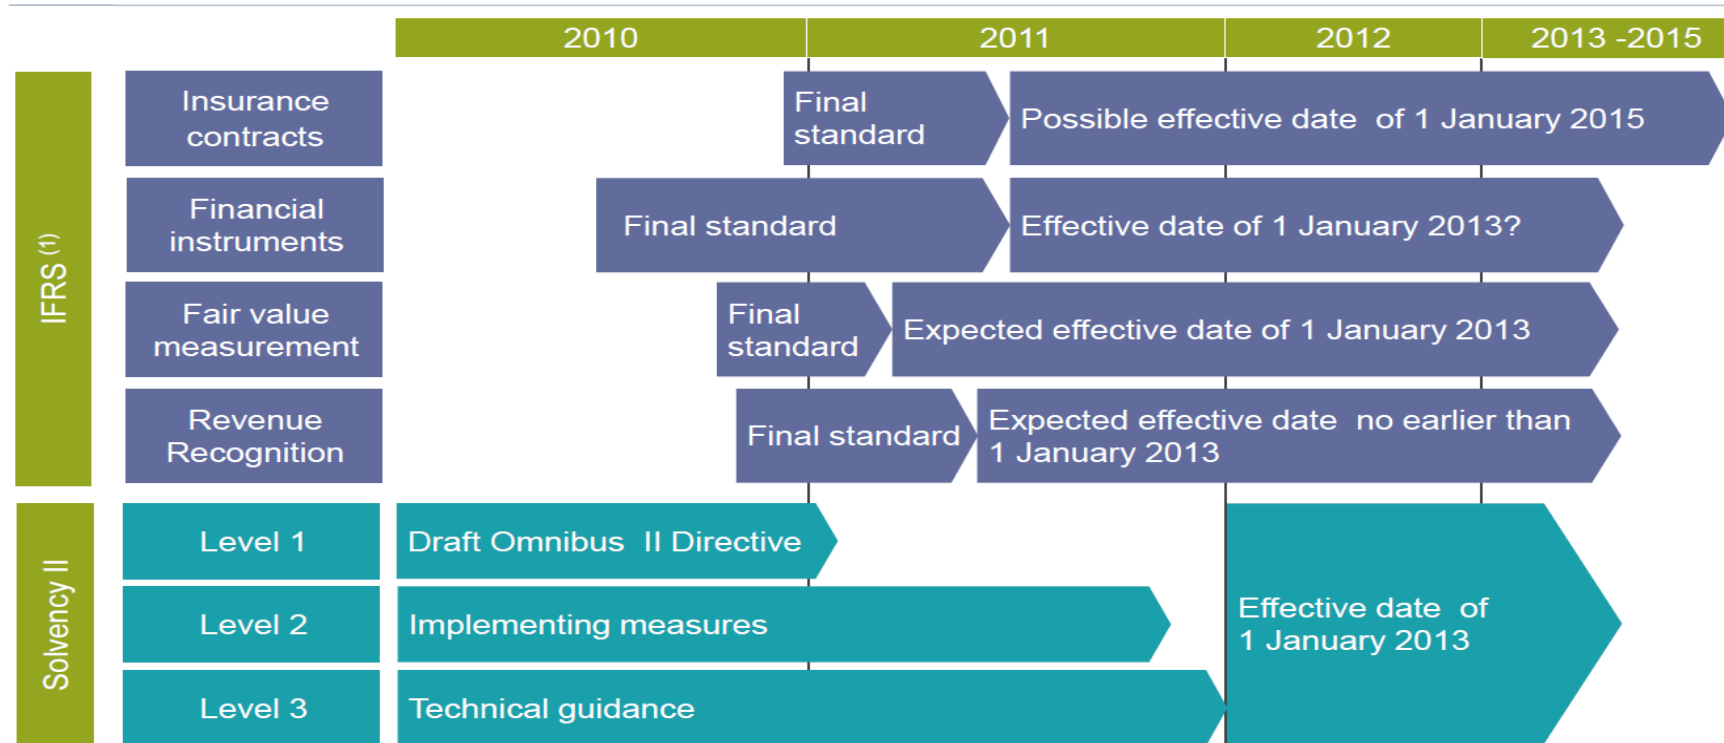 2010
2011
2012
2013 -2015
IFRS (1)
Insurance
contracts
Final
standard
Possible effective date of 1 January 2015
Financial
instruments
Final standard
Effective date of 1 January 2013?
Fair value
measurement
Final
standard
Expected effective date of 1 January 2013
Revenue
Recognition
Final standard
Expected effective date no earlier than
1 January 2013
Solvency II
Level 1
Draft Omnibus II Directive
Level 2
Implementing measures
Effective date of
1 January 2013
Level 3
Technical guidance